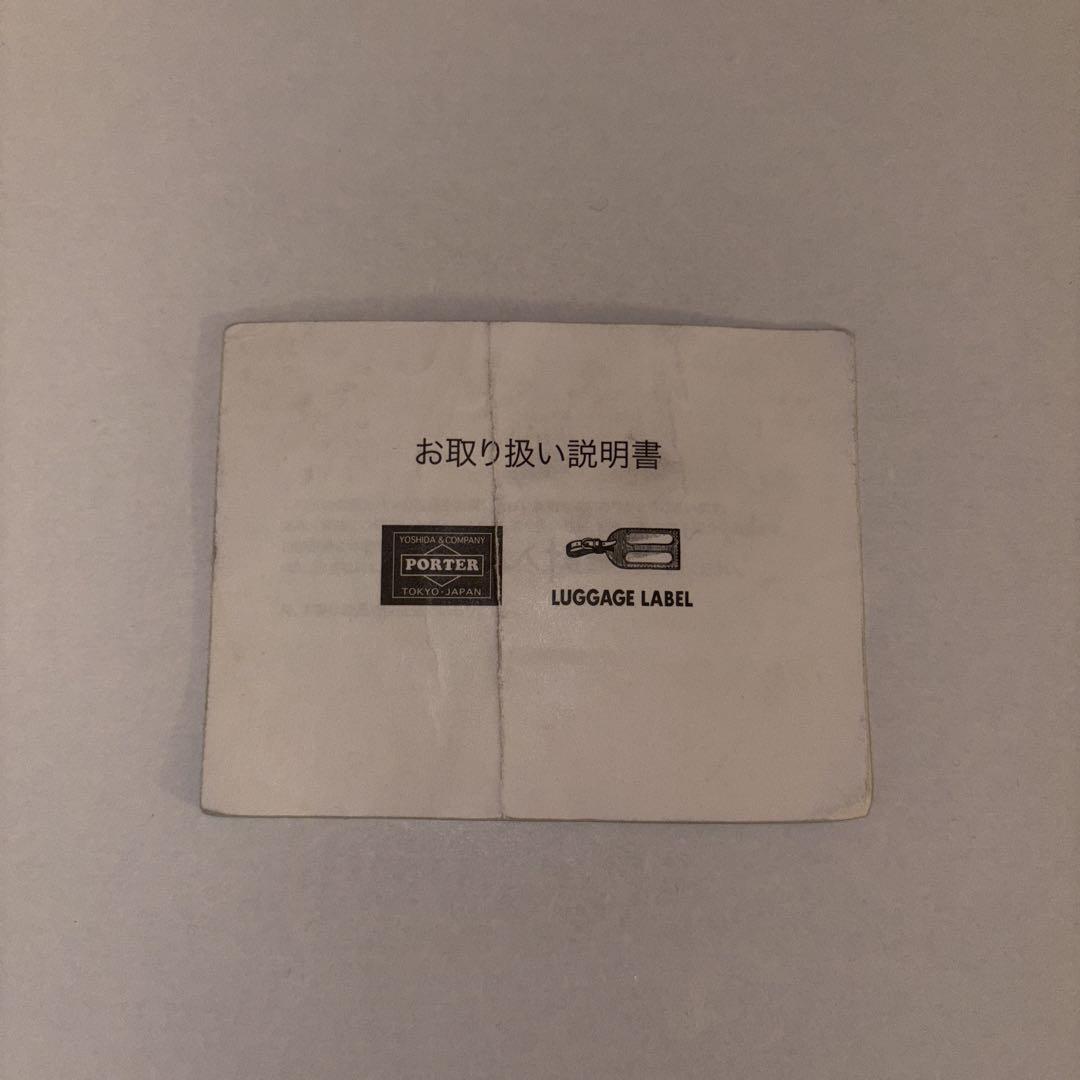 お取り扱い説明書
YOSHIDA & COMPANY
PORTER
TOKYO・JAPAN
LUGGAGE LABEL